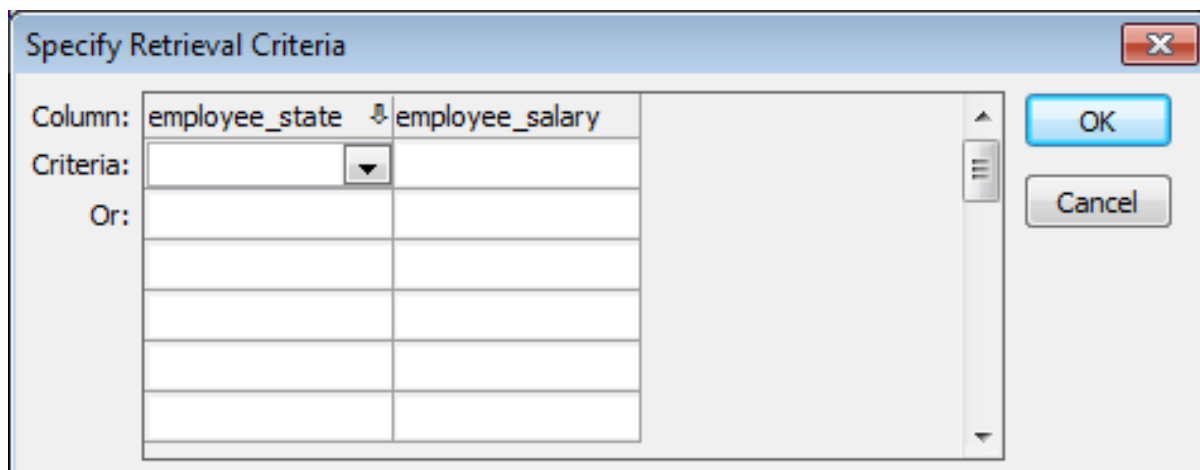 Specify Retrieval Criteria
Column: employee_state employee_salary OK
Criteria:
Or: Cancel